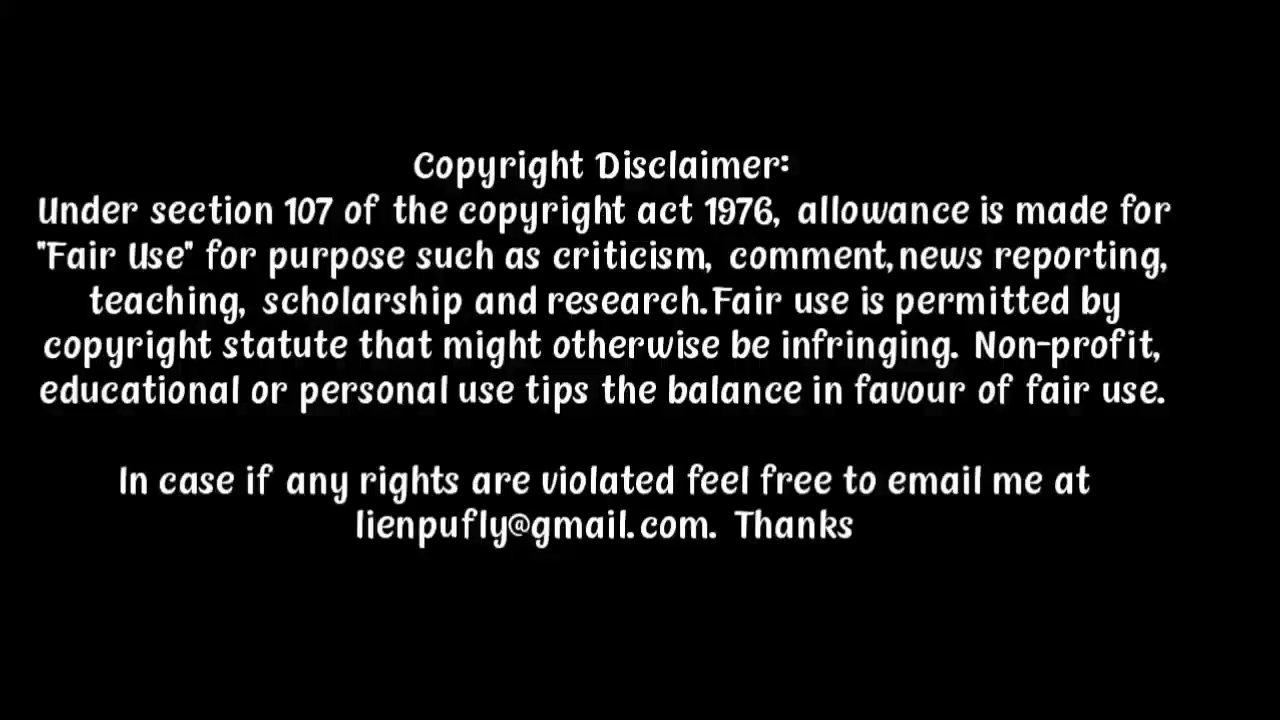 Copyright Disclaimer:
Under section 107 of the copyright act 1976, allowance is made for
"Fair Use" for purpose such as criticism, comment,news reporting,
teaching, scholarship and research.Fair use is permitted by
copyright statute that might otherwise be infringing. Non-profit,
educational or personal use tips the balance in favour of fair use.
In case if any rights are violated feel free to email me at
lienpufly@gmail.com. Thanks